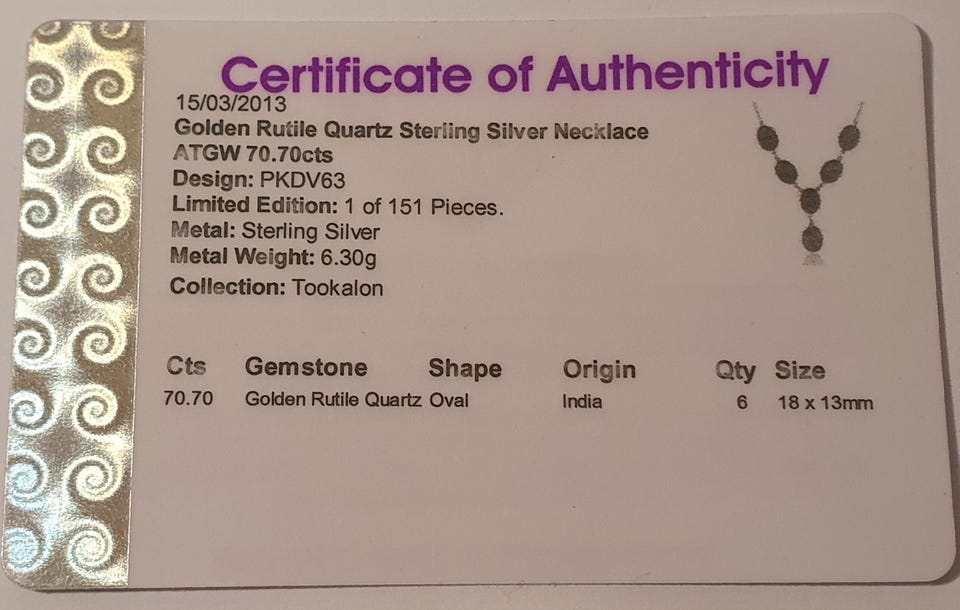 Certificate of Authenticity
15/03/2013
Golden Rutile Quartz Sterling Silver Necklace
ATGW 70.70cts
Design: PKDV63
Limited Edition: 1 of 151 Pieces.
Metal: Sterling Silver
Metal Weight: 6.30g
Collection: Tookalon
Cts Gemstone Shape Origin Qty Size
70.70 Golden Rutile Quartz Oval India 6 18 x 13mm